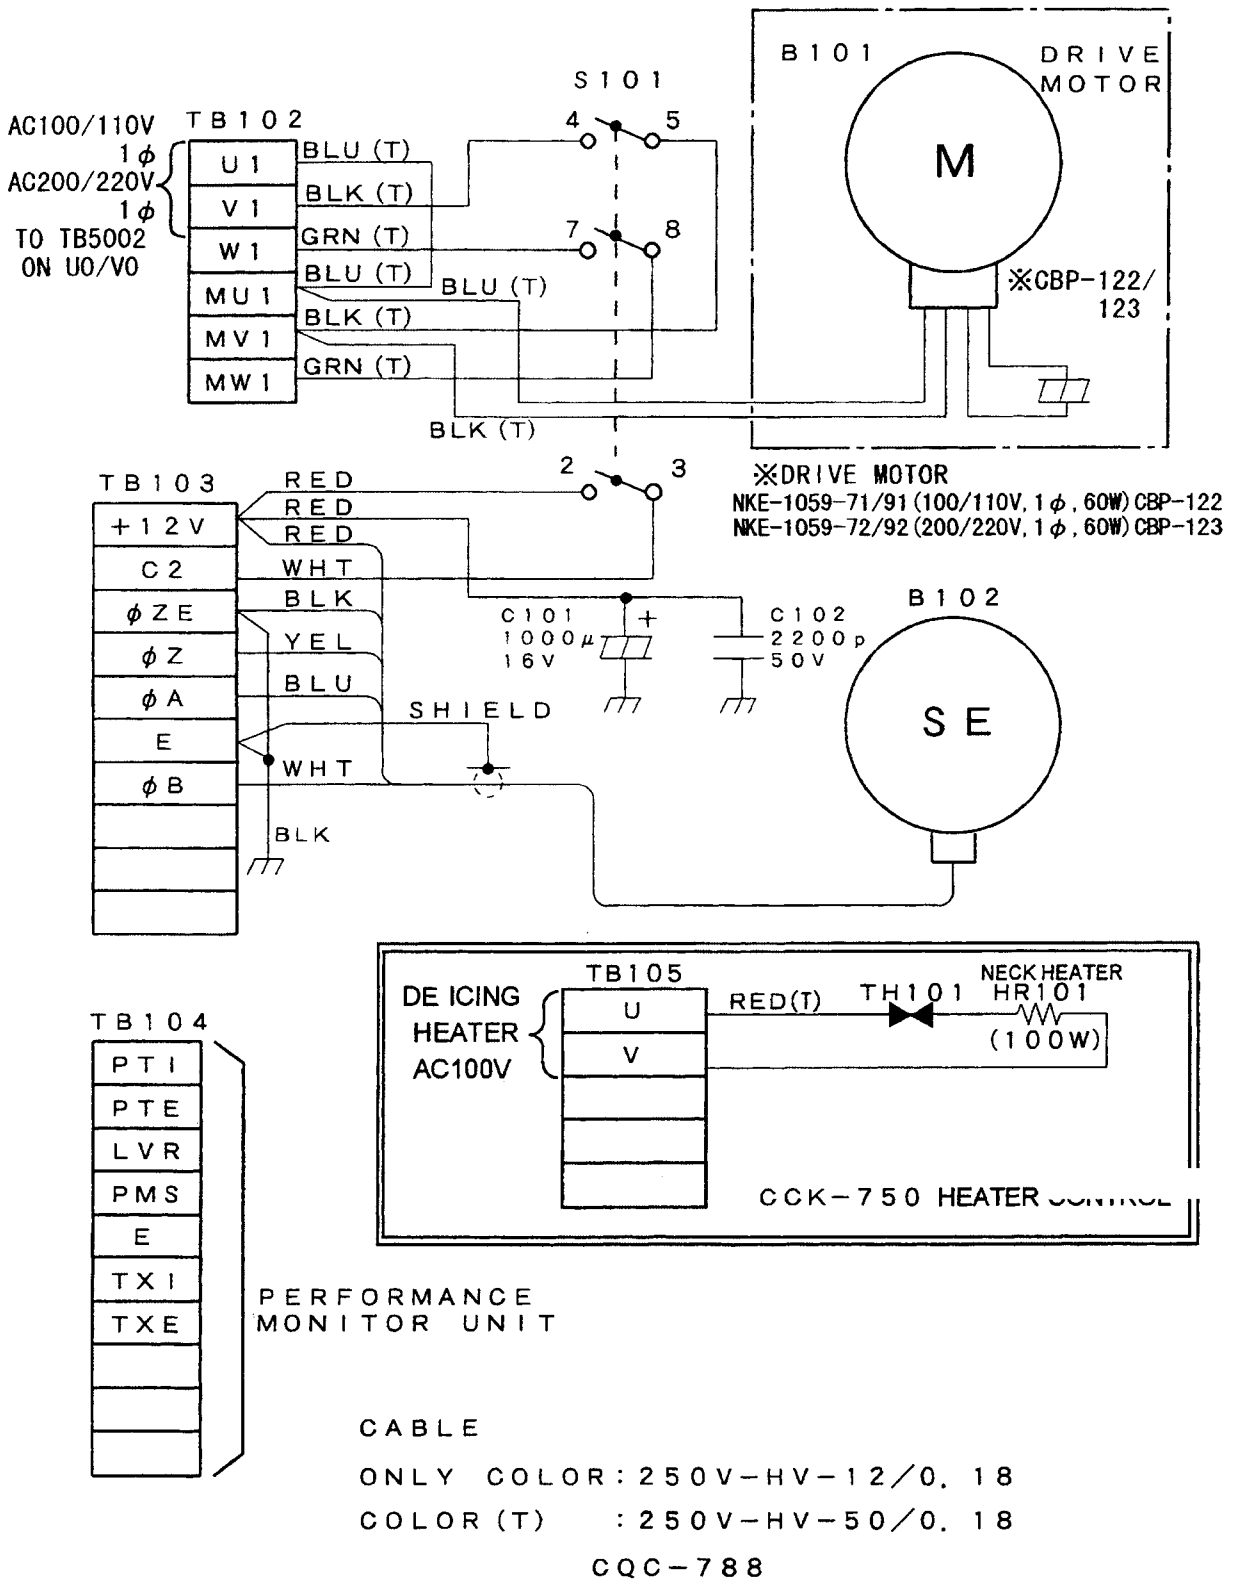 B101
DRIVE
MOTOR
M
※CBP-122/
123
S101
4 5
7 8
2 3
AC100/110V
1φ
AC200/220V
1φ
TO TB5002
ON U0/V0
TB102
U1
V1
W1
MU1
MV1
MW1
BLU (T)
BLK (T)
GRN (T)
BLU (T)
BLU (T)
BLK (T)
GRN (T)
BLK (T)
※DRIVE MOTOR
NKE-1059-71/91 (100/110V, 1φ, 60W) CBP-122
NKE-1059-72/92 (200/220V, 1φ, 60W) CBP-123
TB103
+12V
C2
φZE
φZ
φA
E
φB
RED
RED
RED
WHT
BLK
YEL
BLU
SHIELD
WHT
BLK
C101
1000μ
16V
+
C102
2200p
50V
B102
SE
DE ICING
HEATER
AC100V
TB105
U
V
RED(T)
TH101
NECK HEATER
HR101
(100W)
CCK-750 HEATER
TB104
PTI
PTE
LVR
PMS
E
TXI
TXE
PERFORMANCE
MONITOR UNIT
CABLE
ONLY COLOR : 250V-HV-12/0. 18
COLOR (T) : 250V-HV-50/0. 18
CQC-788